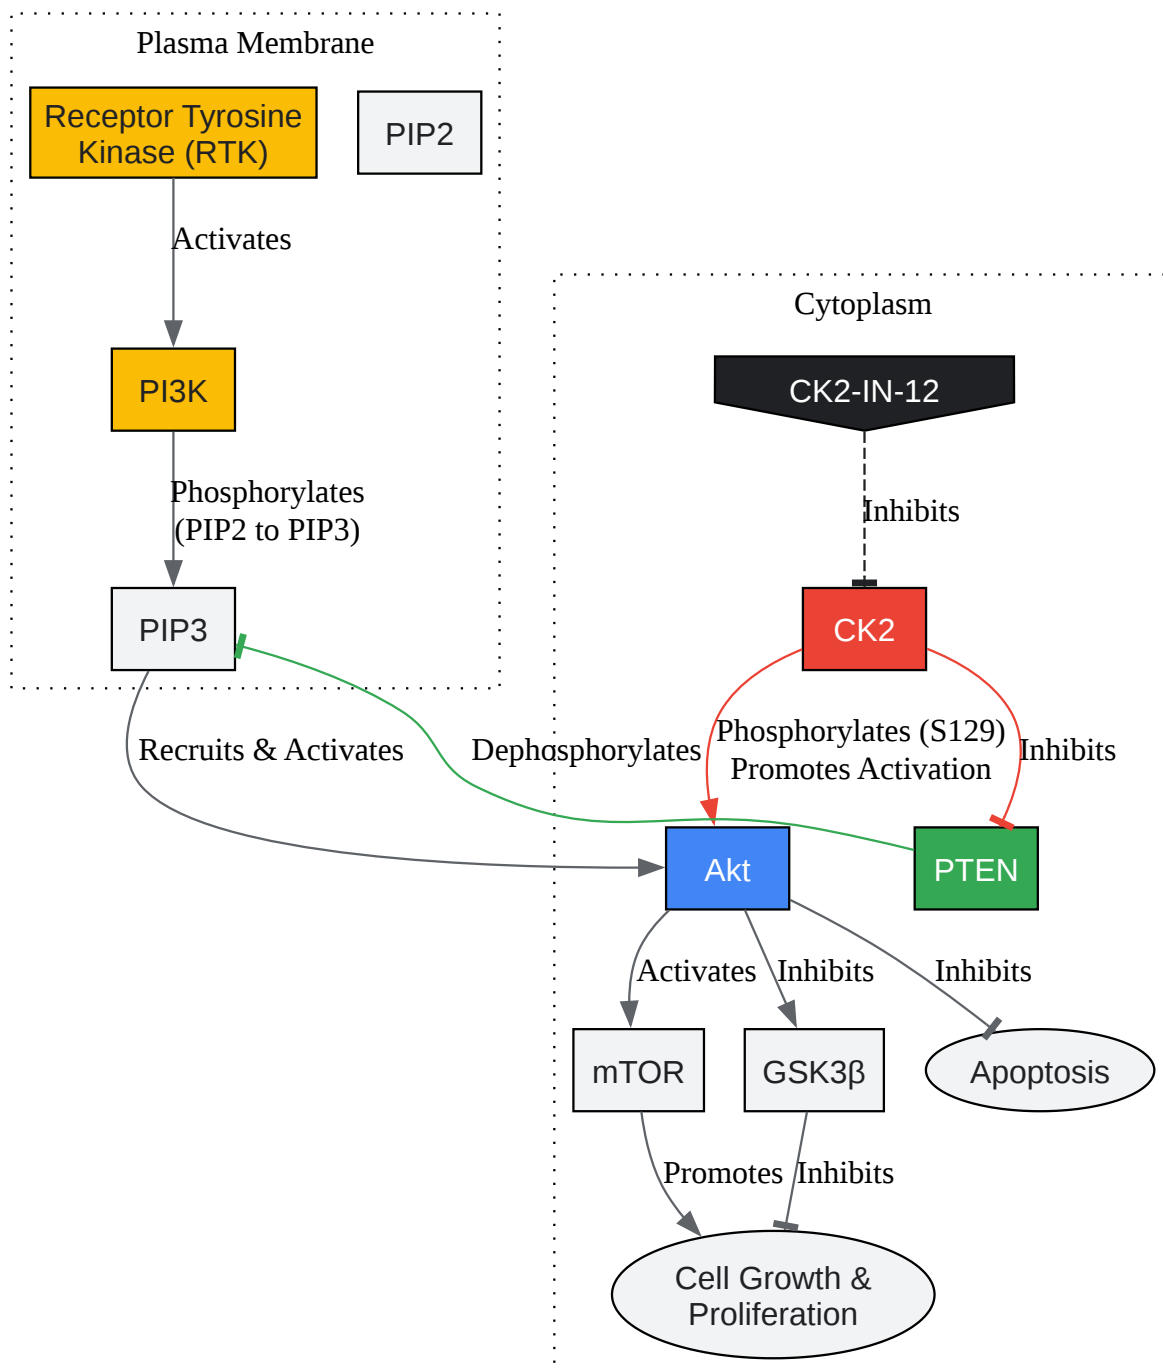 Plasma Membrane
Receptor Tyrosine
Kinase (RTK)
PIP2
Activates
Cytoplasm
PI3K
CK2-IN-12
Phosphorylates
(PIP2 to PIP3)
Inhibits
PIP3
CK2
Recruits & Activates
Dephosphorylates
Phosphorylates (S129)
Promotes Activation
Inhibits
Akt
PTEN
Activates
Inhibits
Inhibits
mTOR
GSK3β
Apoptosis
Promotes
Inhibits
Cell Growth &
Proliferation